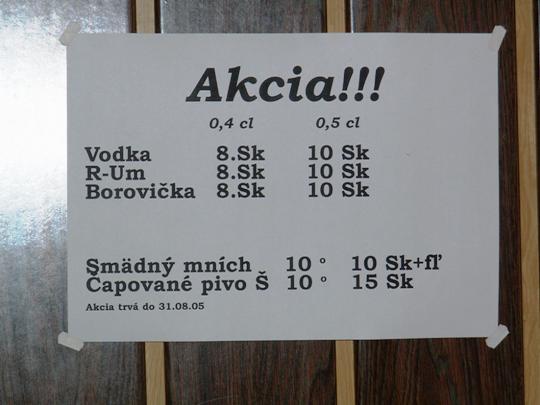 Akcia!!!
0,4 cl 0,5 cl
Vodka 8.Sk 10 Sk
R-Um 8.Sk 10 Sk
Borovička 8.Sk 10 Sk
Smädný mních 10 ° 10 Sk+fľ
Čapované pivo Š 10 ° 15 Sk
Akcia trvá do 31.08.05